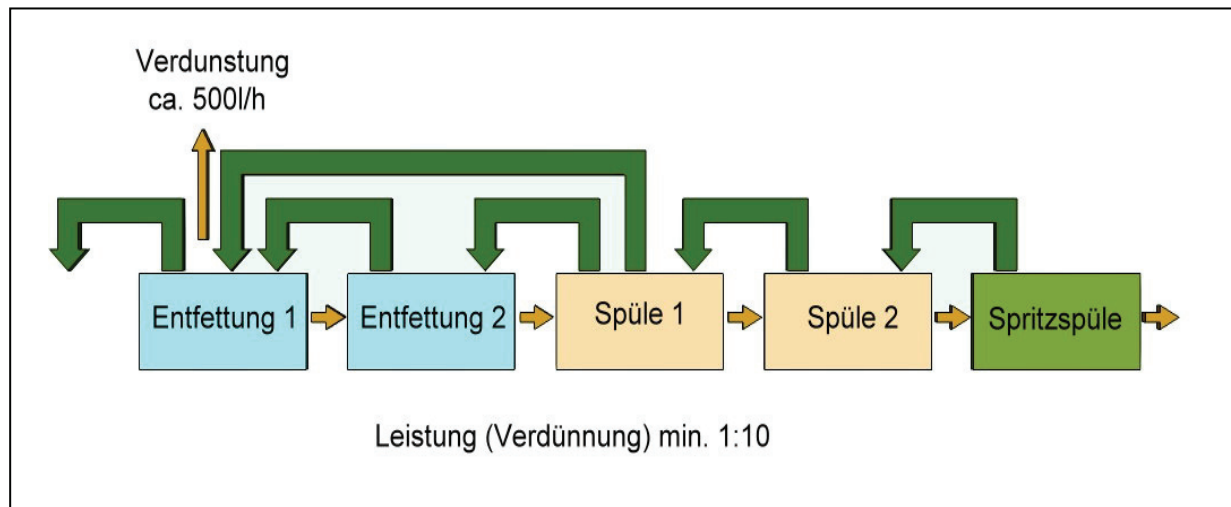 Verdunstung
ca. 500l/h
Entfettung 1
Entfettung 2
Spüle 1
Spüle 2
Spritzspüle
Leistung (Verdünnung) min. 1:10